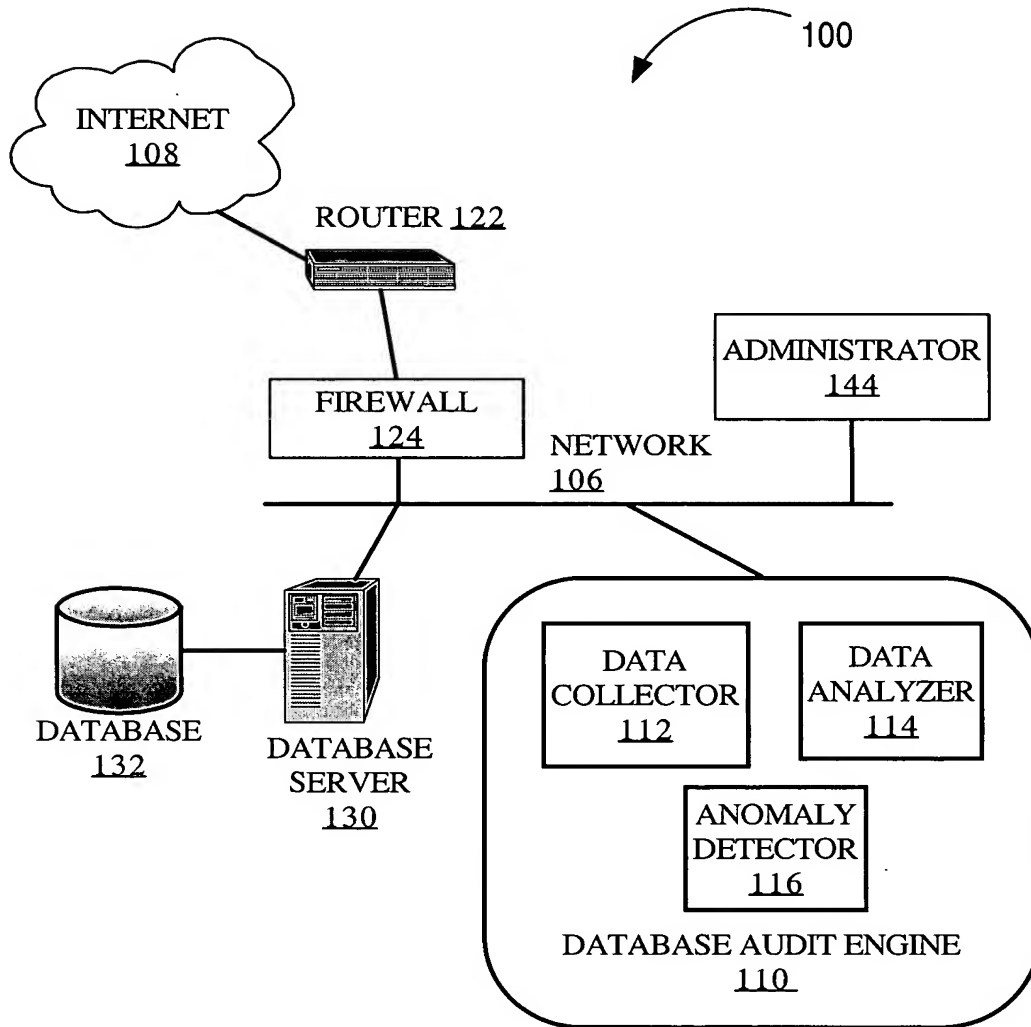 100
INTERNET
108
ROUTER 122
ADMINISTRATOR
144
FIREWALL
124
NETWORK
106
DATABASE
132
DATABASE
SERVER
130
DATA
COLLECTOR
112
DATA
ANALYZER
114
ANOMALY
DETECTOR
116
DATABASE AUDIT ENGINE
110